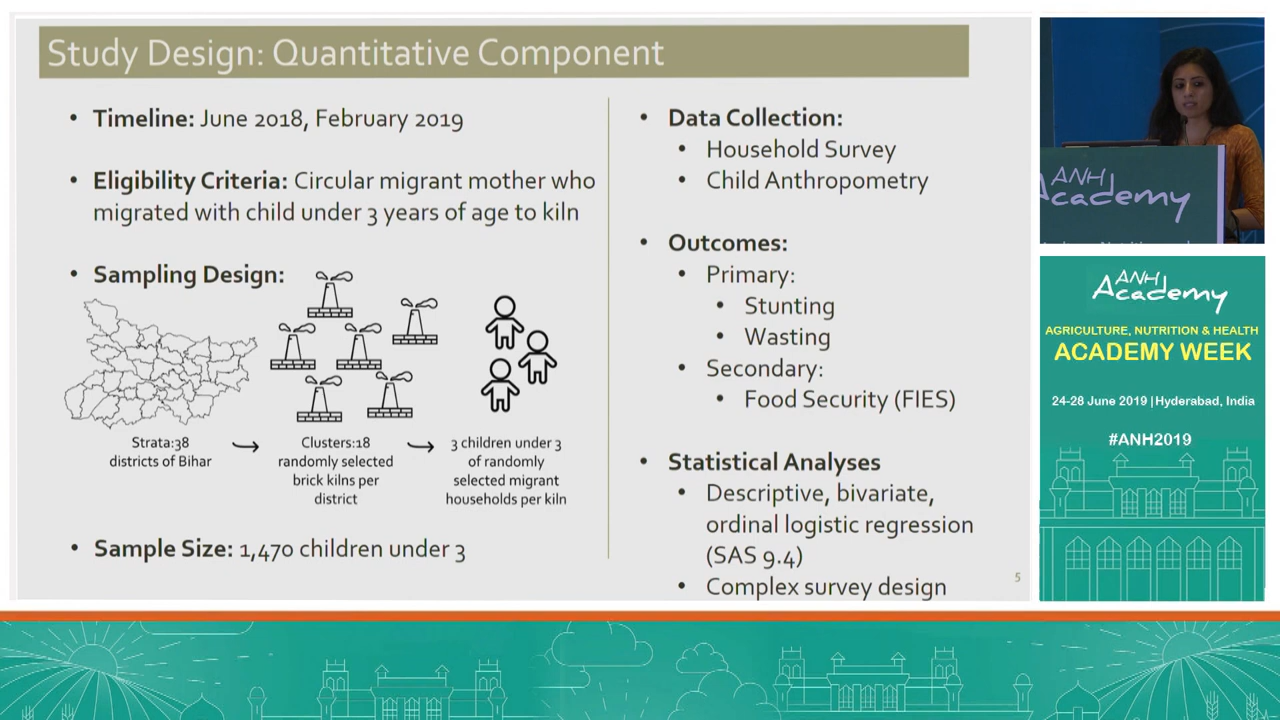 Study Design: Quantitative Component
• Timeline: June 2018, February 2019
• Eligibility Criteria: Circular migrant mother who
migrated with child under 3 years of age to kiln
• Sampling Design:
Strata:38
districts of Bihar
Clusters:18
randomly selected
brick kilns per
district
3 children under 3
of randomly
selected migrant
households per kiln
• Sample Size: 1,470 children under 3
• Data Collection:
• Household Survey
• Child Anthropometry
• Outcomes:
• Primary:
• Stunting
• Wasting
• Secondary:
• Food Security (FIES)
• Statistical Analyses
• Descriptive, bivariate,
ordinal logistic regression
(SAS 9.4)
• Complex survey design
5
ANH
Academy
ANH
Academy
AGRICULTURE, NUTRITION & HEALTH
ACADEMY WEEK
24-28 June 2019 | Hyderabad, India
#ANH2019